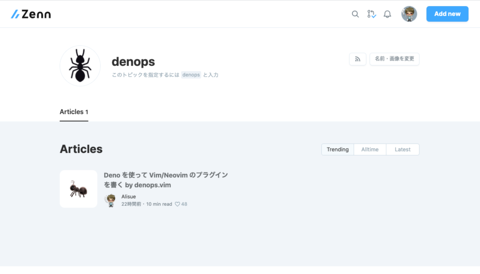 Zenn
Add new
denops
このトピックを指定するには denops と入力
名前・画像を変更
Articles 1
Articles
Trending
Alltime
Latest
Deno を使って Vim/Neovim のプラグイン
を書く by denops.vim
Alisue
23時間前・10 min read